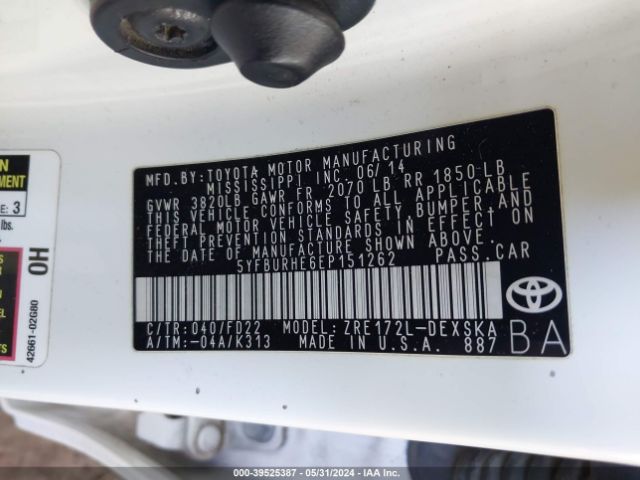 MFD.BY:TOYOTA MOTOR MANUFACTURING
MISSISSIPPI INC. 06/14
GVWR 3820LB GAWR FR 2070 LB RR 1850 LB
THIS VEHICLE CONFORMS TO ALL APPLICABLE
FEDERAL MOTOR VEHICLE SAFETY, BUMPER, AND
THEFT PREVENTION STANDARDS IN EFFECT ON
THE DATE OF MANUFACTURE SHOWN ABOVE.
5YFBURHE6EP151262 PASS.CAR
C/TR: 040/FD22 MODEL: ZRE172L-DEXSKA
A/TM: -04A/K313 MADE IN U.S.A. 887
BA
3
lbs.
OH
42661-02G80
000-39525387 - 05/31/2024 - IAA Inc.